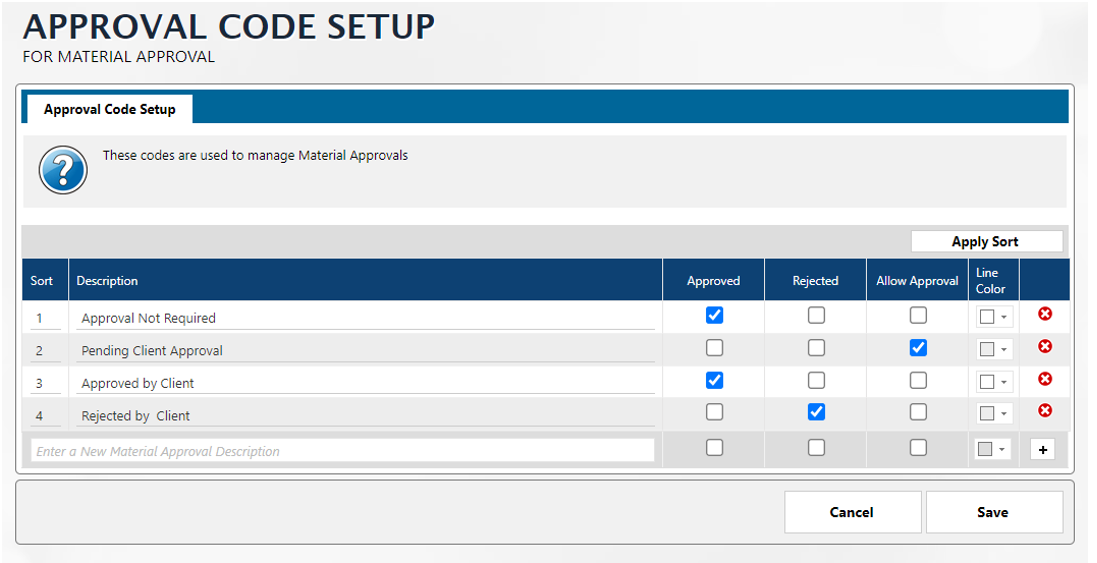 APPROVAL CODE SETUP
FOR MATERIAL APPROVAL
Approval Code Setup
?
These codes are used to manage Material Approvals
Apply Sort
Sort Description Approved Rejected Allow Approval Line Color
1 Approval Not Required
2 Pending Client Approval
3 Approved by Client
4 Rejected by  Client
Enter a New Material Approval Description +
Cancel Save